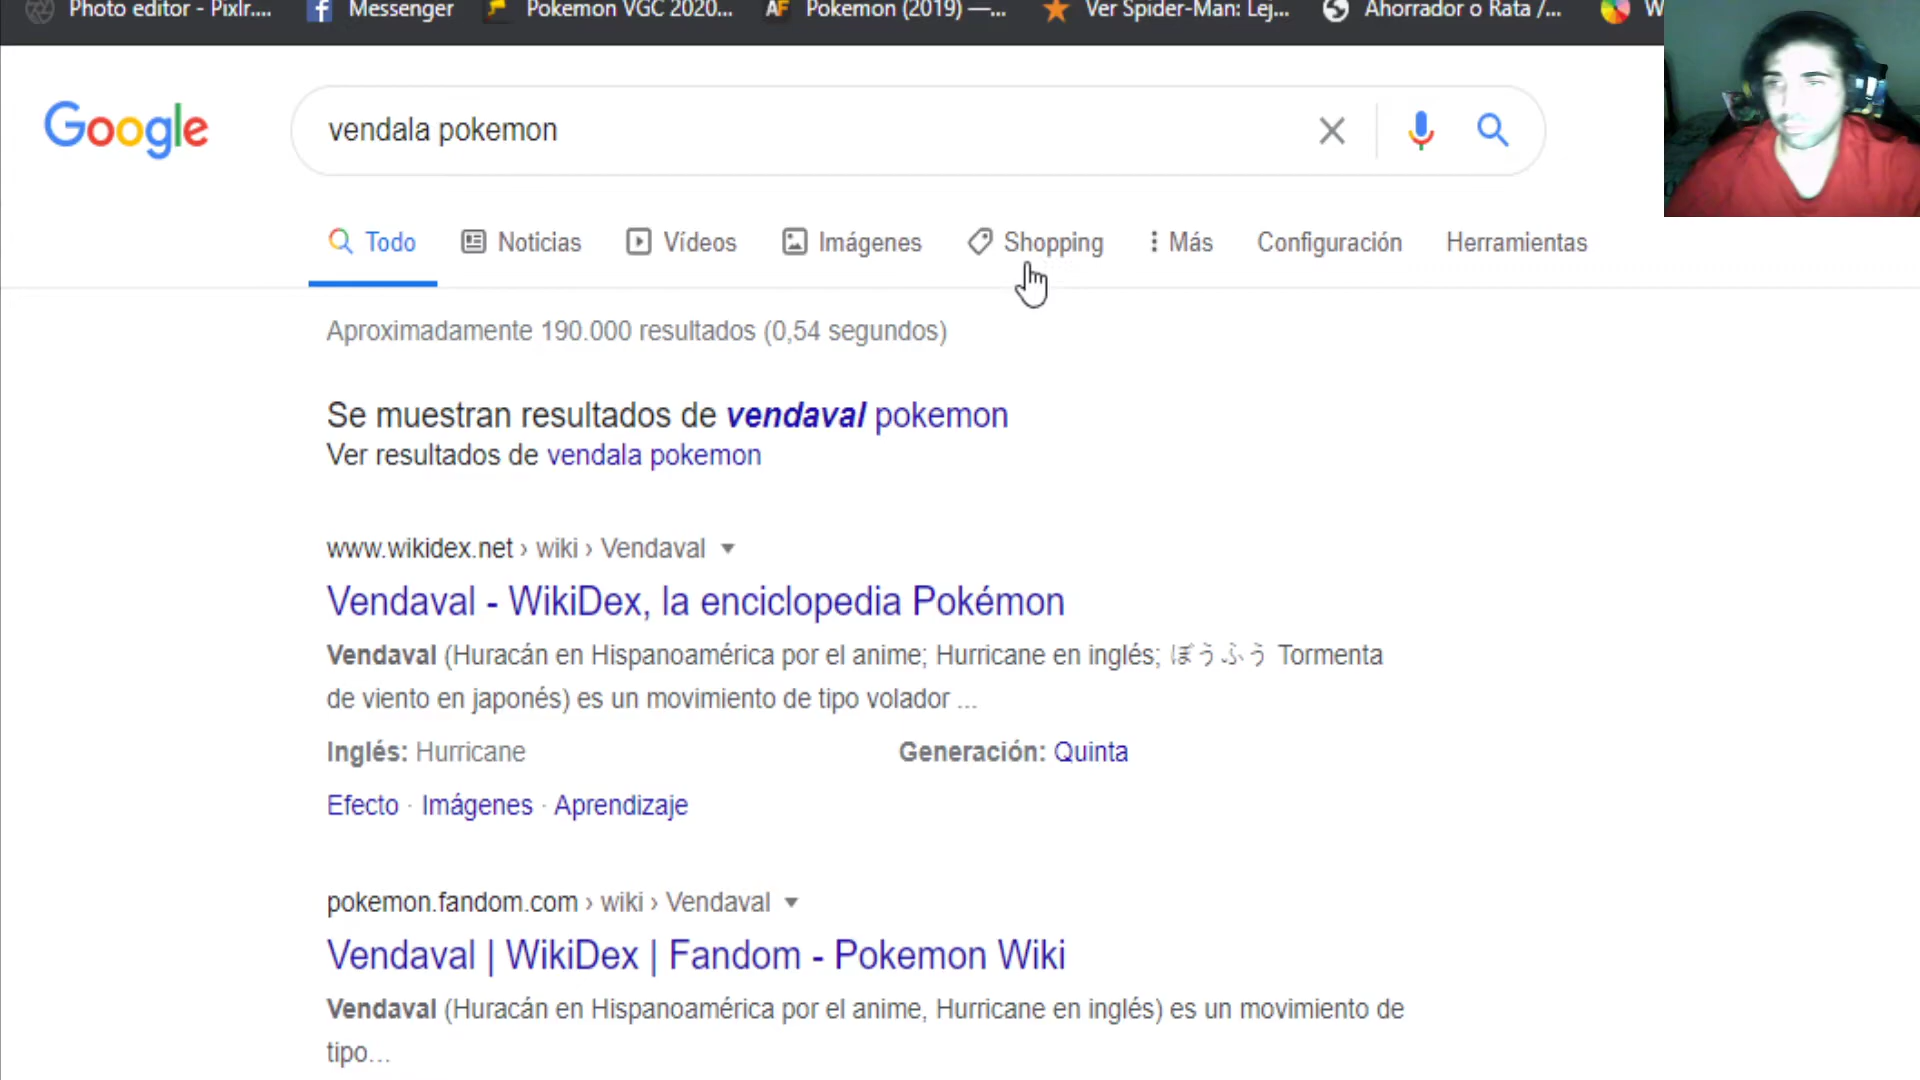 Photo editor - Pixlr....
Messenger
Pokemon VGC 2020...
AF Pokemon (2019) —...
Ver Spider-Man: Lej...
Ahorrador o Rata /...
W
Google
vendala pokemon
Todo
Noticias
Vídeos
Imágenes
Shopping
Más
Configuración
Herramientas
Aproximadamente 190.000 resultados (0,54 segundos)
Se muestran resultados de vendaval pokemon
Ver resultados de vendala pokemon
www.wikidex.net › wiki › Vendaval
Vendaval - WikiDex, la enciclopedia Pokémon
Vendaval (Huracán en Hispanoamérica por el anime; Hurricane en inglés; ぼうふう Tormenta
de viento en japonés) es un movimiento de tipo volador ...
Inglés: Hurricane
Generación: Quinta
Efecto · Imágenes · Aprendizaje
pokemon.fandom.com › wiki › Vendaval
Vendaval | WikiDex | Fandom - Pokemon Wiki
Vendaval (Huracán en Hispanoamérica por el anime, Hurricane en inglés) es un movimiento de
tipo...